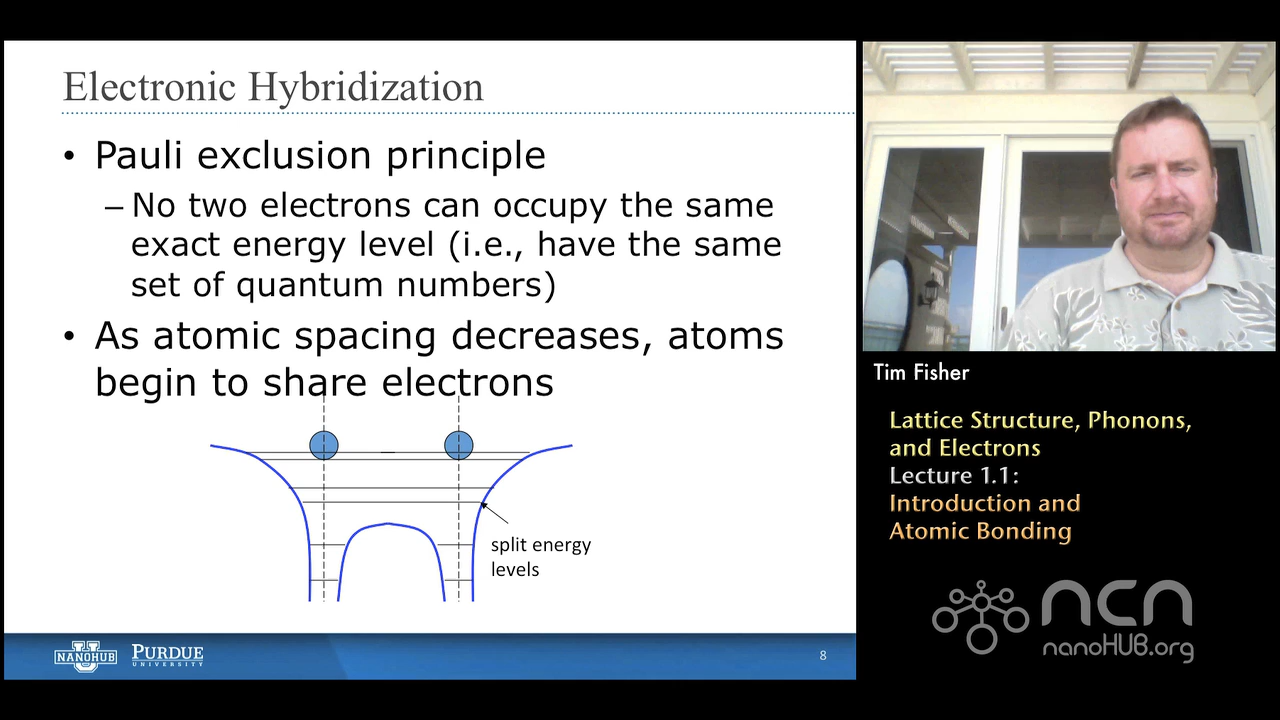 Electronic Hybridization
• Pauli exclusion principle
– No two electrons can occupy the same
exact energy level (i.e., have the same
set of quantum numbers)
• As atomic spacing decreases, atoms
begin to share electrons
split energy
levels
NANOHUB
PURDUE
UNIVERSITY
8
Tim Fisher
Lattice Structure, Phonons,
and Electrons
Lecture 1.1:
Introduction and
Atomic Bonding
ncn
nanoHUB.org